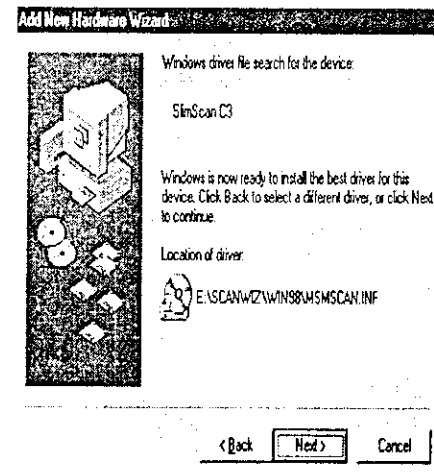 Add New Hardware Wizard
Windows driver file search for the device:
SlimScan C3
Windows is now ready to install the best driver for this
device. Click Back to select a different driver, or click Next
to continue.
Location of driver:
E:\SCANWIZ\WIN98\MSMSCAN.INF
< Back Next > Cancel